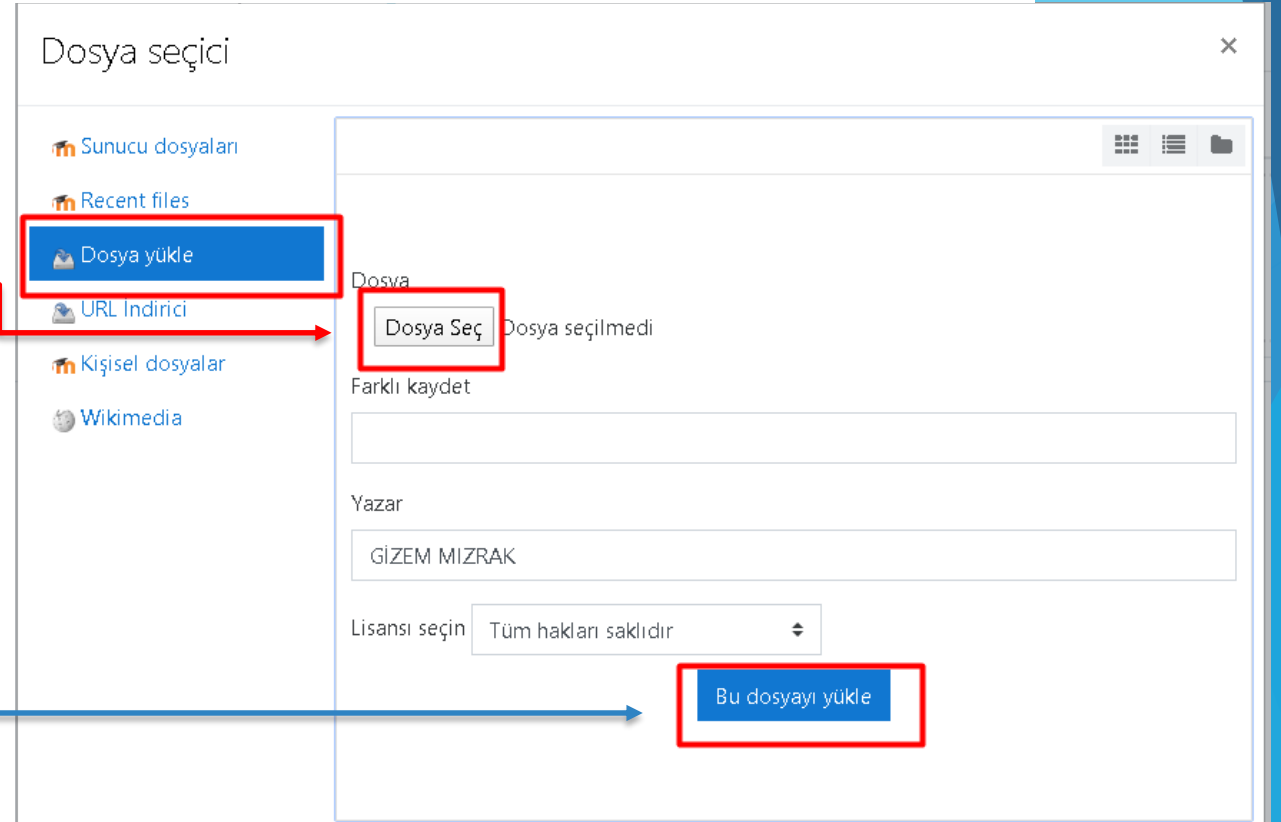 Dosya seçici
×
Sunucu dosyaları
Recent files
Dosya yükle
URL İndirici
Kişisel dosyalar
Wikimedia
Dosya
Dosya Seç Dosya seçilmedi
Farklı kaydet
Yazar
GİZEM MIZRAK
Lisansı seçin Tüm hakları saklıdır
Bu dosyayı yükle